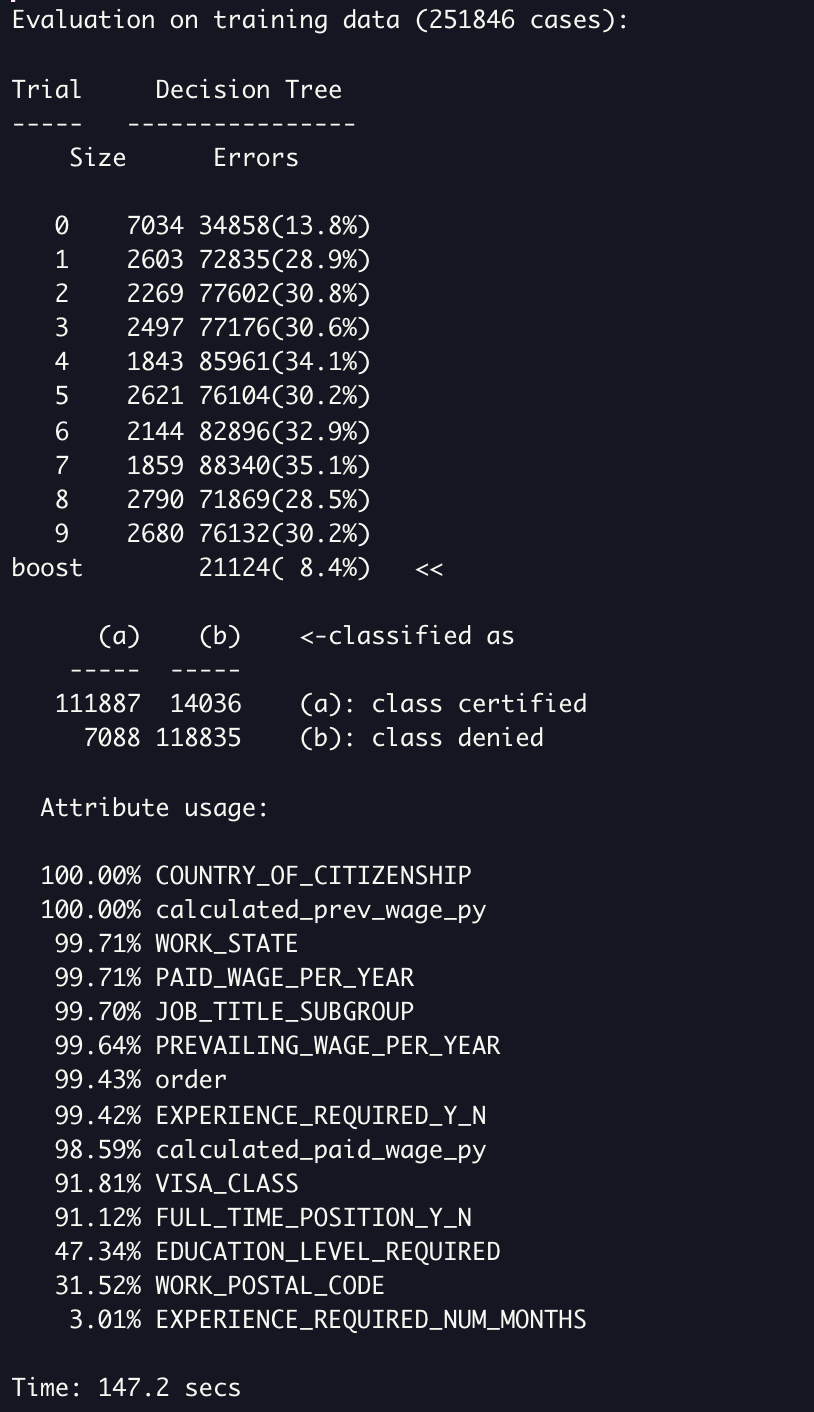 Evaluation on training data (251846 cases):
Trial Decision Tree
----- ----------------
Size Errors
0 7034 34858(13.8%)
1 2603 72835(28.9%)
2 2269 77602(30.8%)
3 2497 77176(30.6%)
4 1843 85961(34.1%)
5 2621 76104(30.2%)
6 2144 82896(32.9%)
7 1859 88340(35.1%)
8 2790 71869(28.5%)
9 2680 76132(30.2%)
boost 21124( 8.4%) <<
(a) (b) <-classified as
----- -----
111887 14036 (a): class certified
7088 118835 (b): class denied
Attribute usage:
100.00% COUNTRY_OF_CITIZENSHIP
100.00% calculated_prev_wage_py
99.71% WORK_STATE
99.71% PAID_WAGE_PER_YEAR
99.70% JOB_TITLE_SUBGROUP
99.64% PREVAILING_WAGE_PER_YEAR
99.43% order
99.42% EXPERIENCE_REQUIRED_Y_N
98.59% calculated_paid_wage_py
91.81% VISA_CLASS
91.12% FULL_TIME_POSITION_Y_N
47.34% EDUCATION_LEVEL_REQUIRED
31.52% WORK_POSTAL_CODE
3.01% EXPERIENCE_REQUIRED_NUM_MONTHS
Time: 147.2 secs